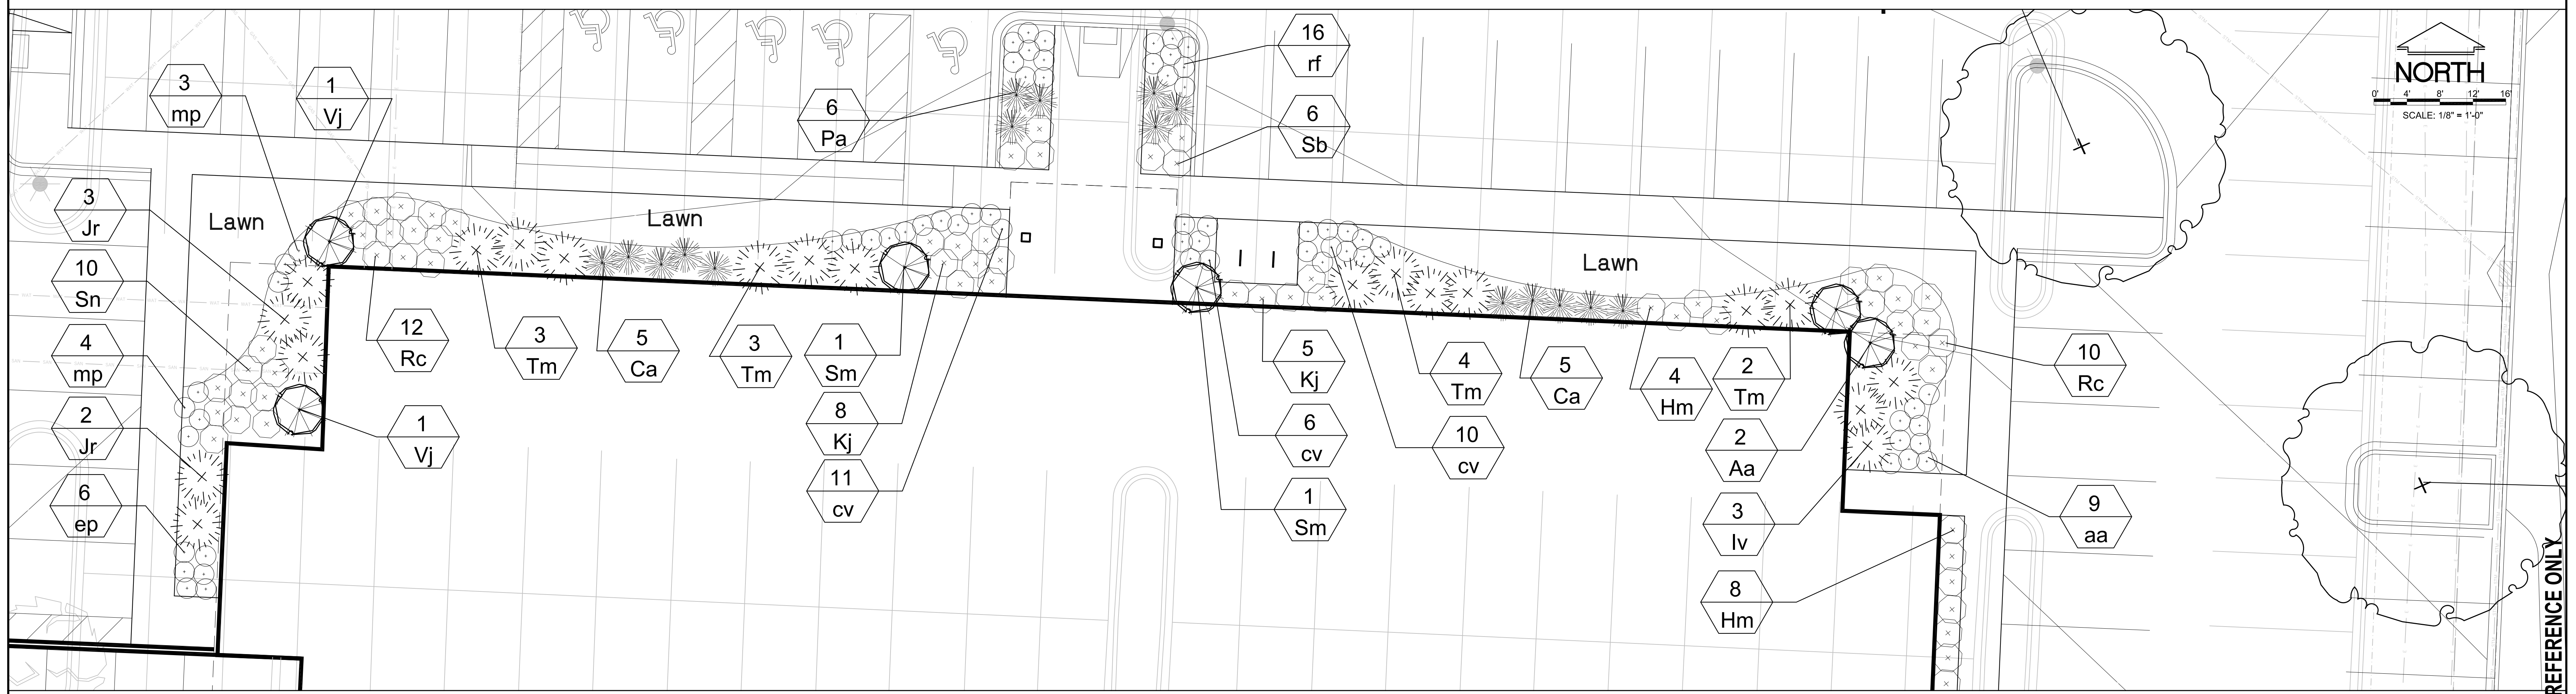 16
rf
6
Sb
6
Pa
3
mp
1
Vj
NORTH
0' 4' 8' 12' 16'
SCALE: 1/8" = 1'-0"
Lawn
Lawn
Lawn
3
Jr
10
Sn
4
mp
2
Jr
6
ep
12
Rc
3
Tm
5
Ca
3
Tm
1
Sm
8
Kj
11
cv
1
Vj
5
Kj
6
cv
1
Sm
4
Tm
10
cv
5
Ca
4
Hm
2
Tm
2
Aa
3
Iv
8
Hm
10
Rc
9
aa
REFERENCE ONLY